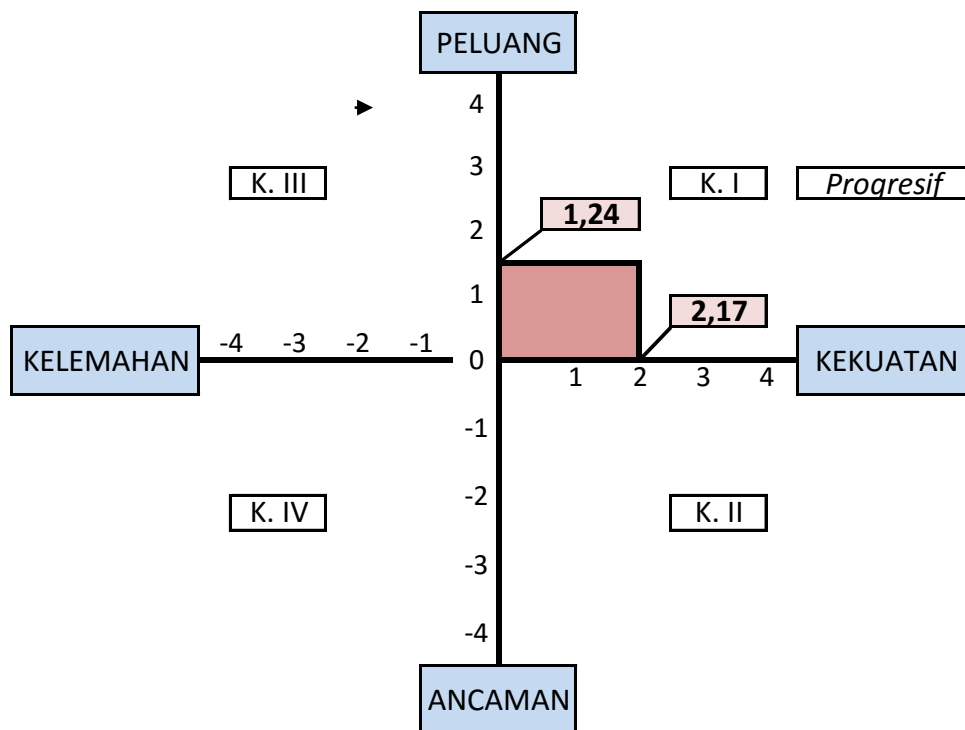 PELUANG
4
3
K. III
K. I
Progresif
1,24
2
1
2,17
KELEMAHAN
-4 -3 -2 -1
0
1 2 3 4
KEKUATAN
-1
-2
K. IV
K. II
-3
-4
ANCAMAN